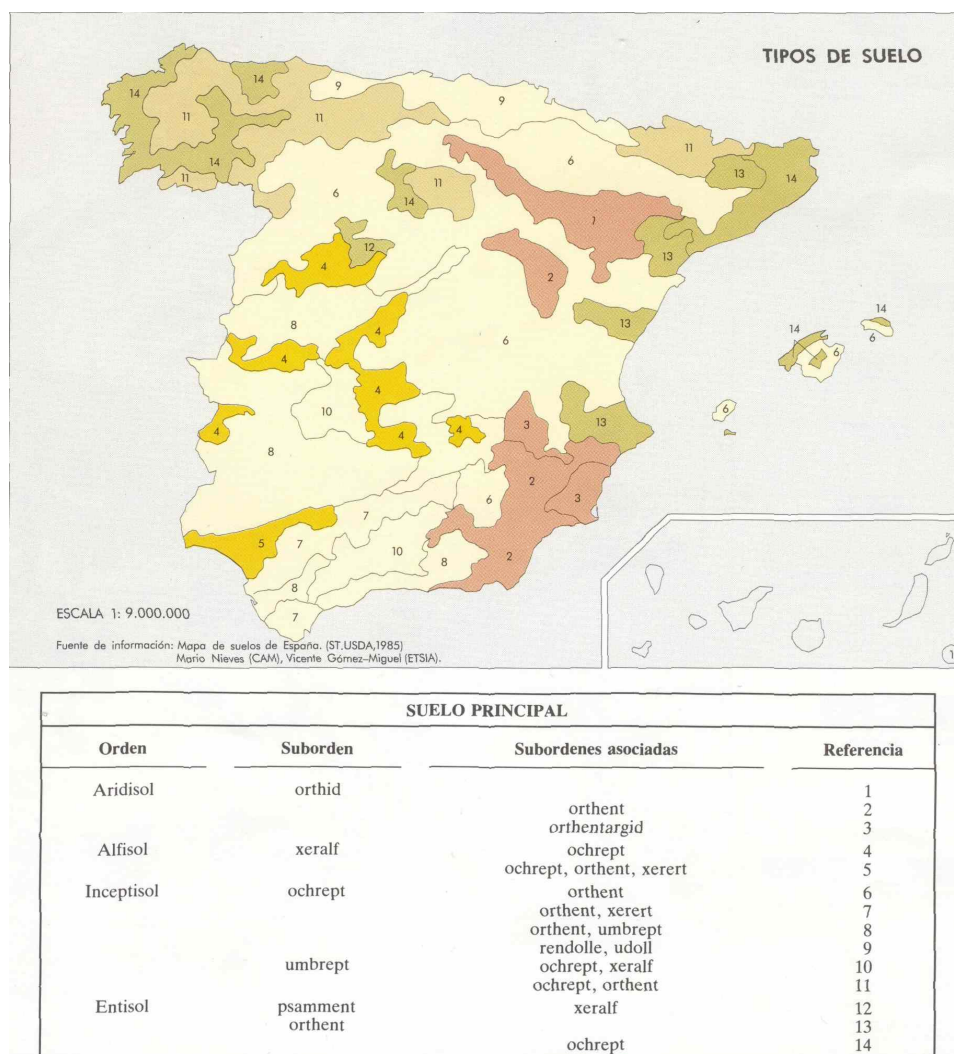 TIPOS DE SUELO
14
14
9
9
11
11
14
11
6
11
14
11
6
11
13
14
14
1
12
4
2
13
14
6
14
6
13
8
4
4
6
6
4
10
3
13
4
4
4
8
2
3
6
7
5
7
10
8
2
8
7
ESCALA 1: 9.000.000
Fuente de información: Mapa de suelos de España. (ST.USDA,1985)
Mario Nieves (CAM), Vicente Gómez–Miguel (ETSIA).
1
SUELO PRINCIPAL
Orden Suborden Subordenes asociadas Referencia
Aridisol orthid 1
orthent 2
orthentargid 3
Alfisol xeralf ochrept 4
ochrept, orthent, xerert 5
Inceptisol ochrept orthent 6
orthent, xerert 7
orthent, umbrept 8
rendolle, udoll 9
umbrept ochrept, xeralf 10
ochrept, orthent 11
Entisol psamment xeralf 12
orthent 13
ochrept 14